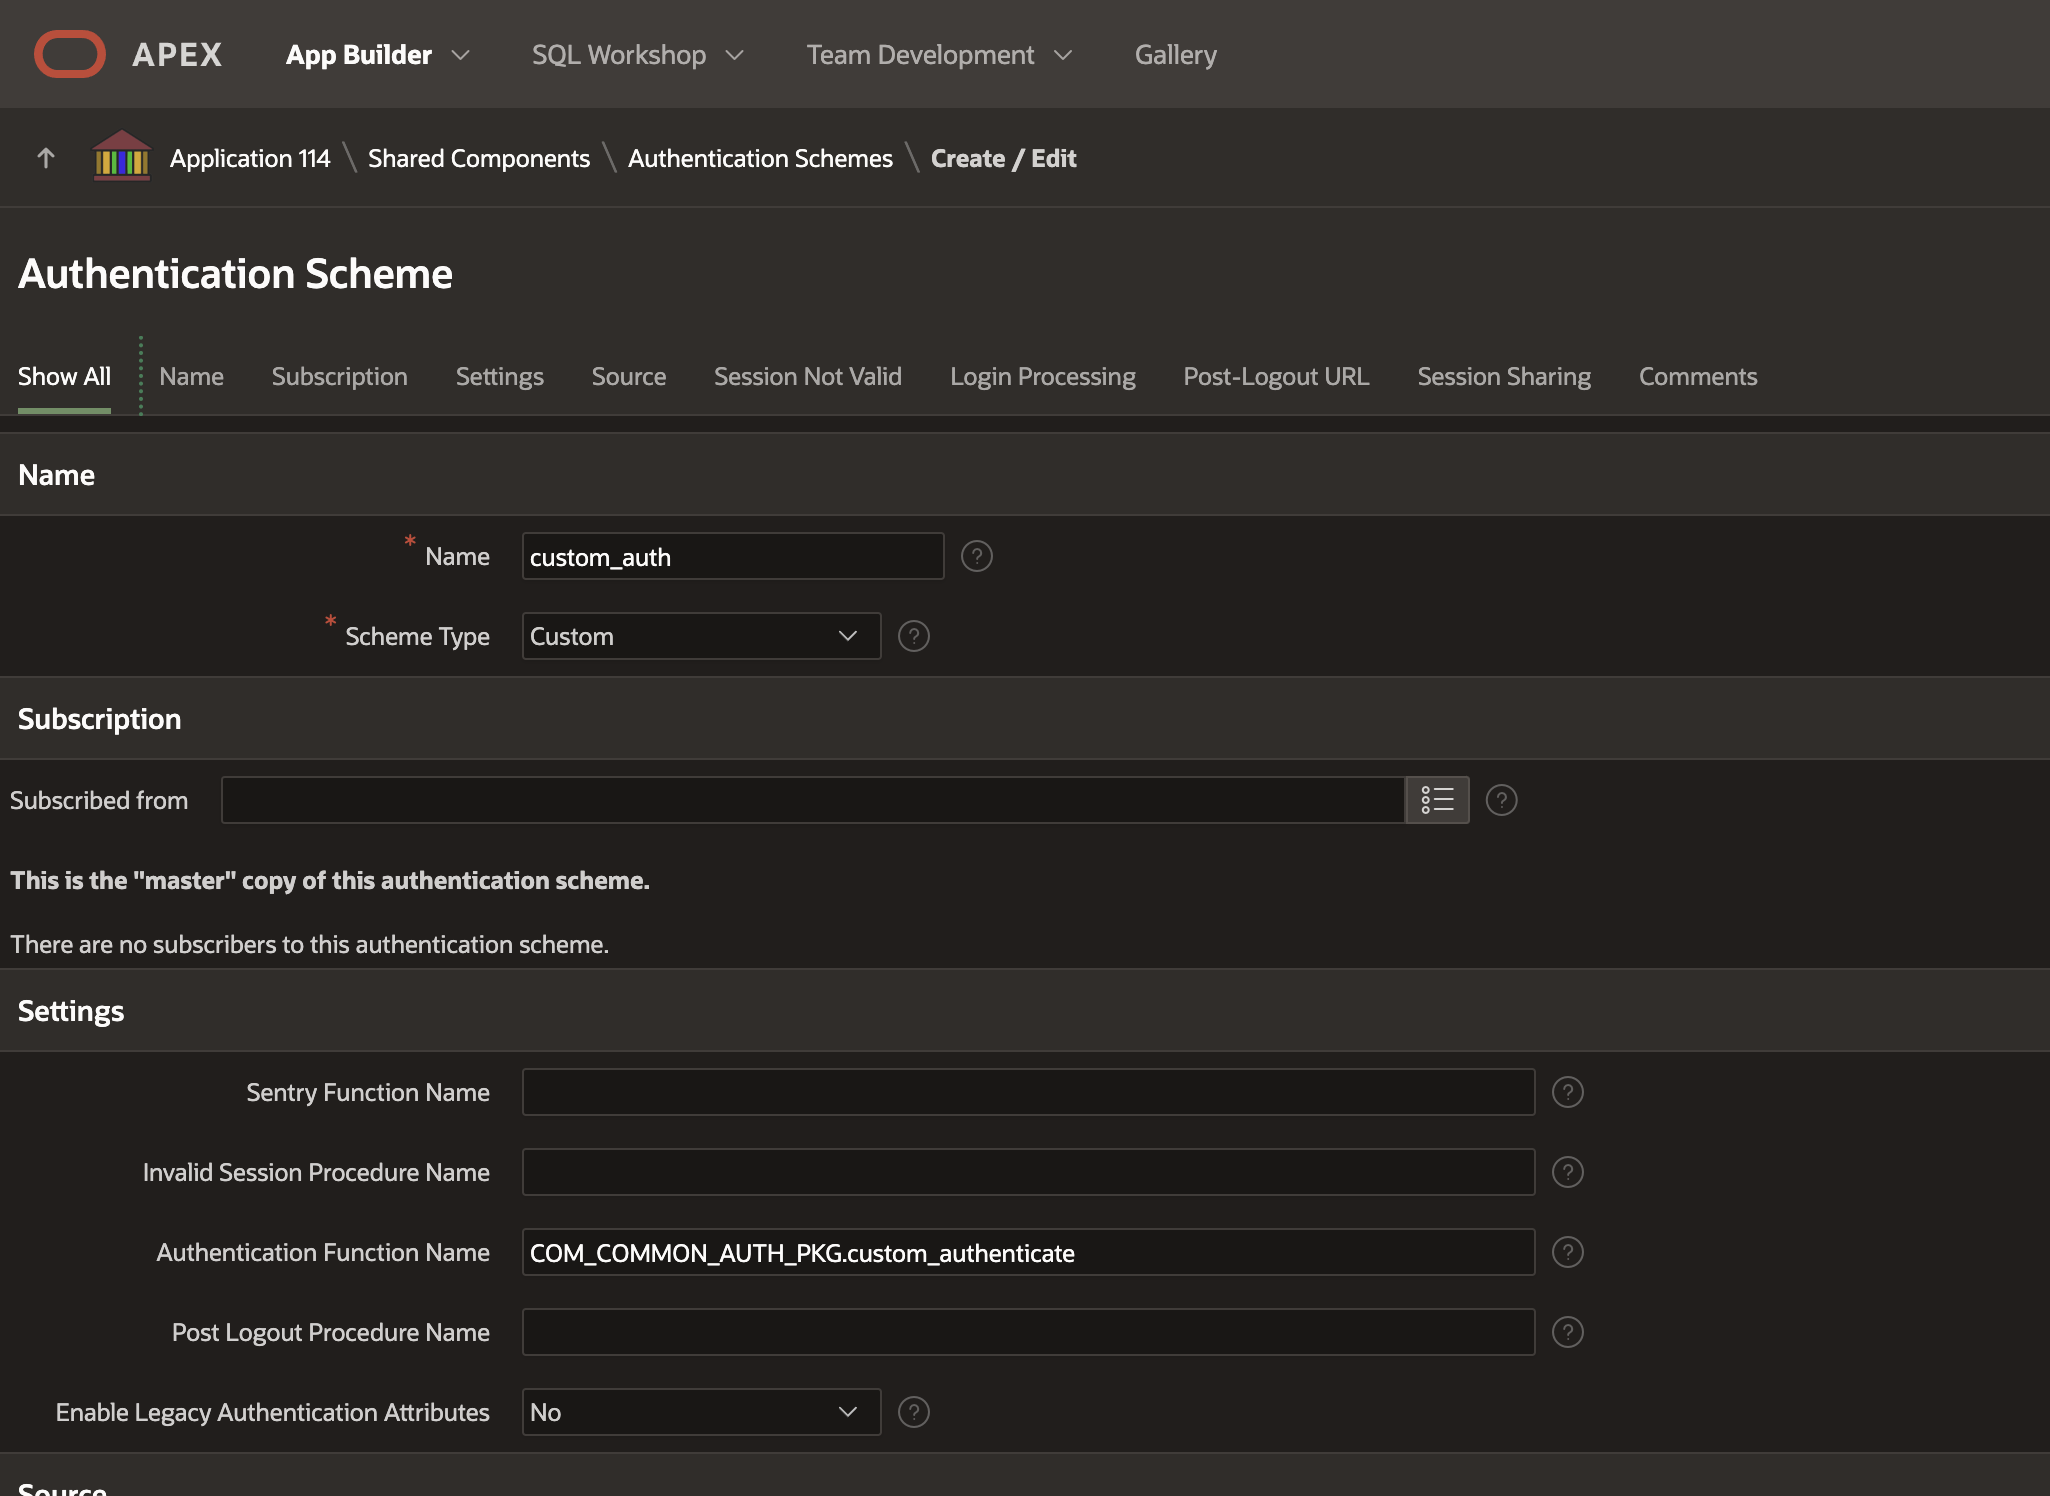 APEX App Builder SQL Workshop Team Development Gallery
Application 114 \ Shared Components \ Authentication Schemes \ Create / Edit
Authentication Scheme
Show All Name Subscription Settings Source Session Not Valid Login Processing Post-Logout URL Session Sharing Comments
Name
* Name custom_auth ?
* Scheme Type Custom ?
Subscription
Subscribed from ?
This is the "master" copy of this authentication scheme.
There are no subscribers to this authentication scheme.
Settings
Sentry Function Name ?
Invalid Session Procedure Name ?
Authentication Function Name COM_COMMON_AUTH_PKG.custom_authenticate ?
Post Logout Procedure Name ?
Enable Legacy Authentication Attributes No ?
Source